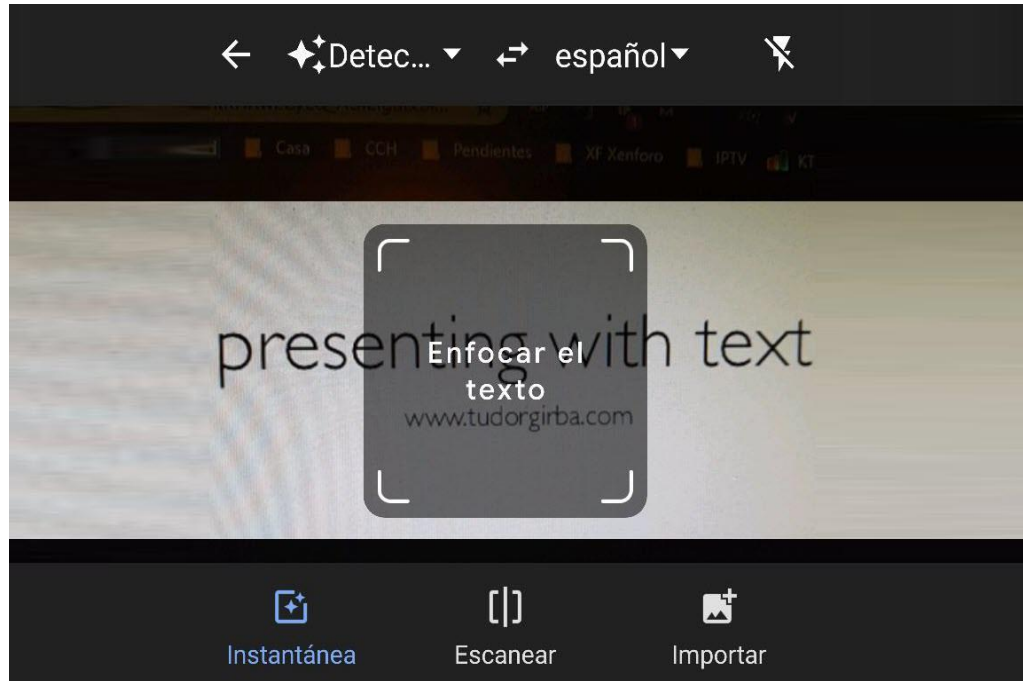 Detec... español
Casa CCH Pendientes XF Xenforo IPTV KT
presenting with text
Enfocar el
texto
www.tudorgirba.com
Instantánea Escanear Importar